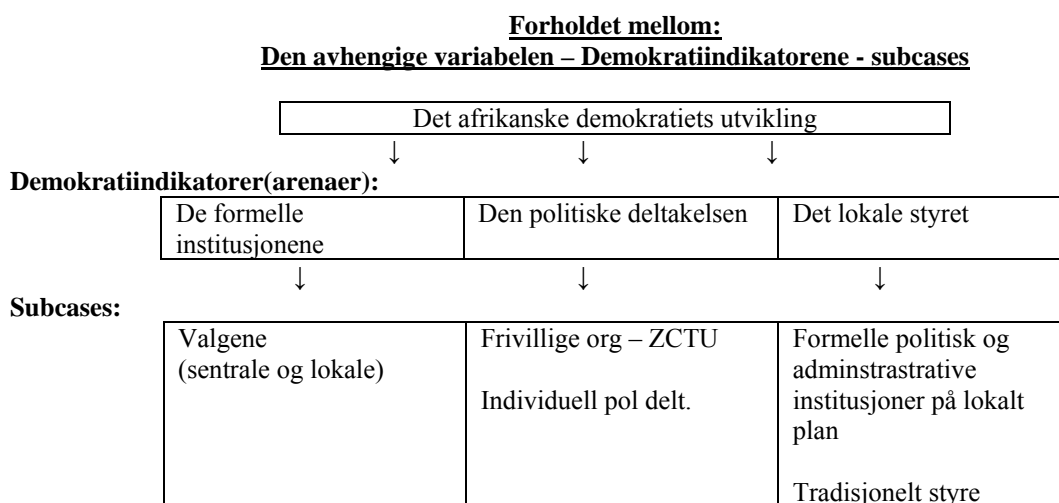 Forholdet mellom:
Den avhengige variabelen – Demokratiindikatorene - subcases
Det afrikanske demokratiets utvikling
↓ ↓ ↓
Demokratiindikatorer(arenaer):
De formelle
institusjonene
Den politiske deltakelsen
Det lokale styret
↓ ↓ ↓
Subcases:
Valgene
(sentrale og lokale)
Frivillige org – ZCTU
Individuell pol delt.
Formelle politisk og
adminstrastrative
institusjoner på lokalt
plan
Tradisjonelt styre